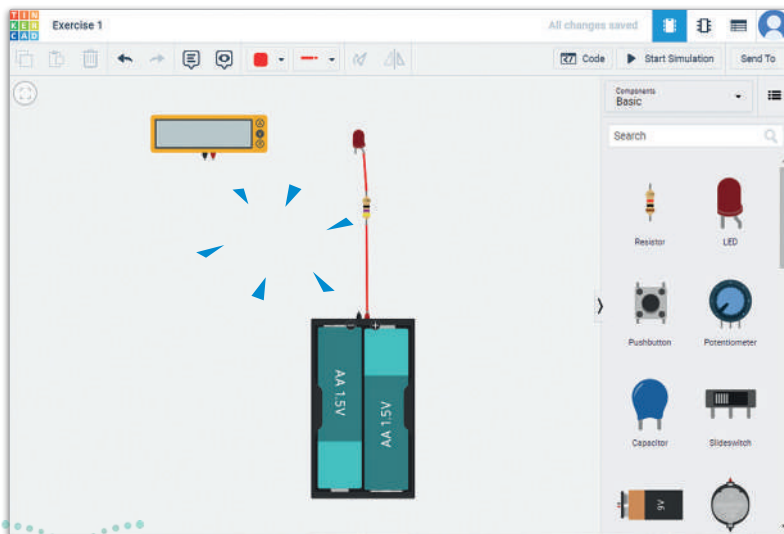 TIN
KER
CAD
Exercise 1
All changes saved
Code
Start Simulation
Send To
Components
Basic
Search
A
V
R
Resistor
LED
Pushbutton
Potentiometer
Capacitor
Slideswitch
AA 1.5V
AA 1.5V
9V